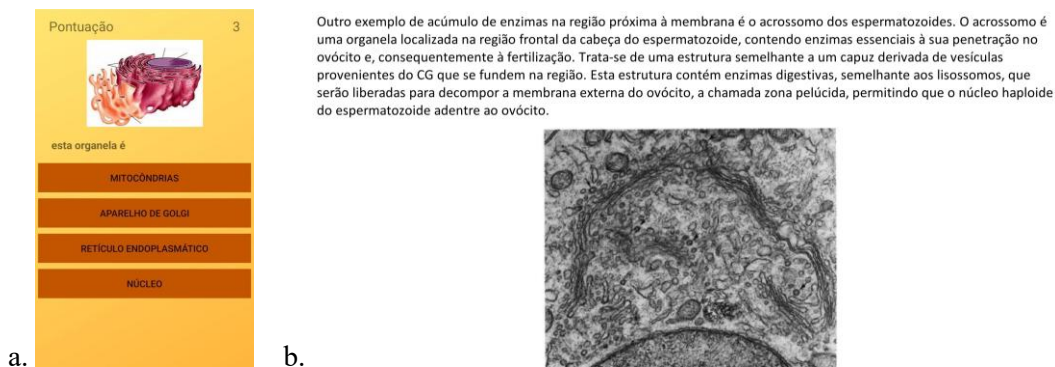 Pontuação 3
esta organela é
MITOCÔNDRIAS
APARELHO DE GOLGI
RETÍCULO ENDOPLASMÁTICO
NÚCLEO
a.
Outro exemplo de acúmulo de enzimas na região próxima à membrana é o acrossomo dos espermatozoides. O acrossomo é
uma organela localizada na região frontal da cabeça do espermatozoide, contendo enzimas essenciais à sua penetração no
ovócito e, consequentemente à fertilização. Trata-se de uma estrutura semelhante a um capuz derivada de vesículas
provenientes do CG que se fundem na região. Esta estrutura contém enzimas digestivas, semelhante aos lisossomos, que
serão liberadas para decompor a membrana externa do ovócito, a chamada zona pelúcida, permitindo que o núcleo haploide
do espermatozoide adentre ao ovócito.
b.